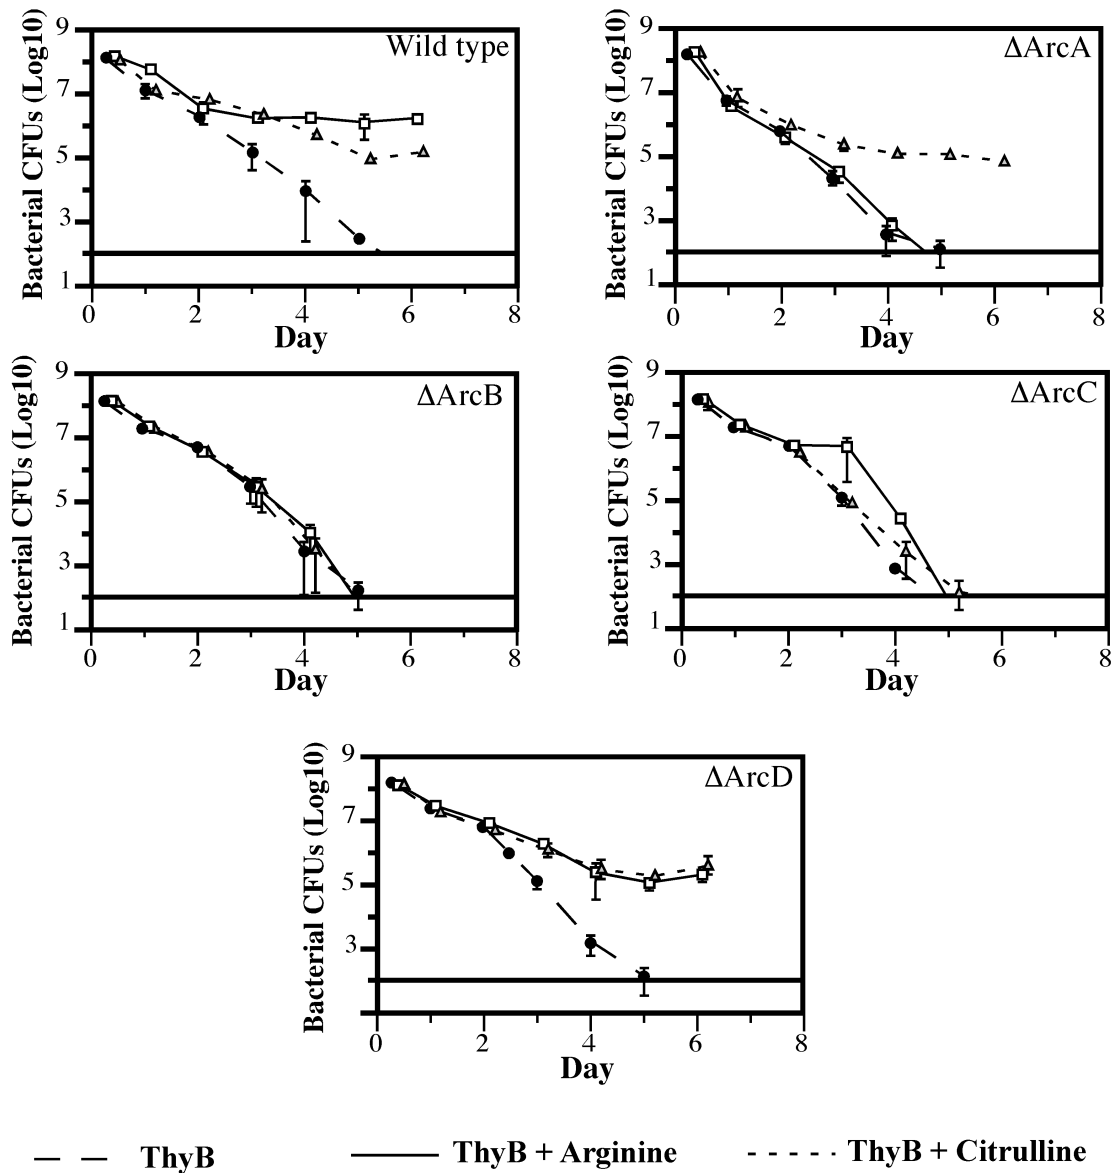 Wild type
Bacterial CFUs (Log10)
9
7
5
3
1
0 2 4 6 8
Day
ΔArcA
Bacterial CFUs (Log10)
9
7
5
3
1
0 2 4 6 8
Day
ΔArcB
Bacterial CFUs (Log10)
9
7
5
3
1
0 2 4 6 8
Day
ΔArcC
Bacterial CFUs (Log10)
9
7
5
3
1
0 2 4 6 8
Day
ΔArcD
Bacterial CFUs (Log10)
9
7
5
3
0 2 4 6 8
Day
ThyB ThyB + Arginine ThyB + Citrulline